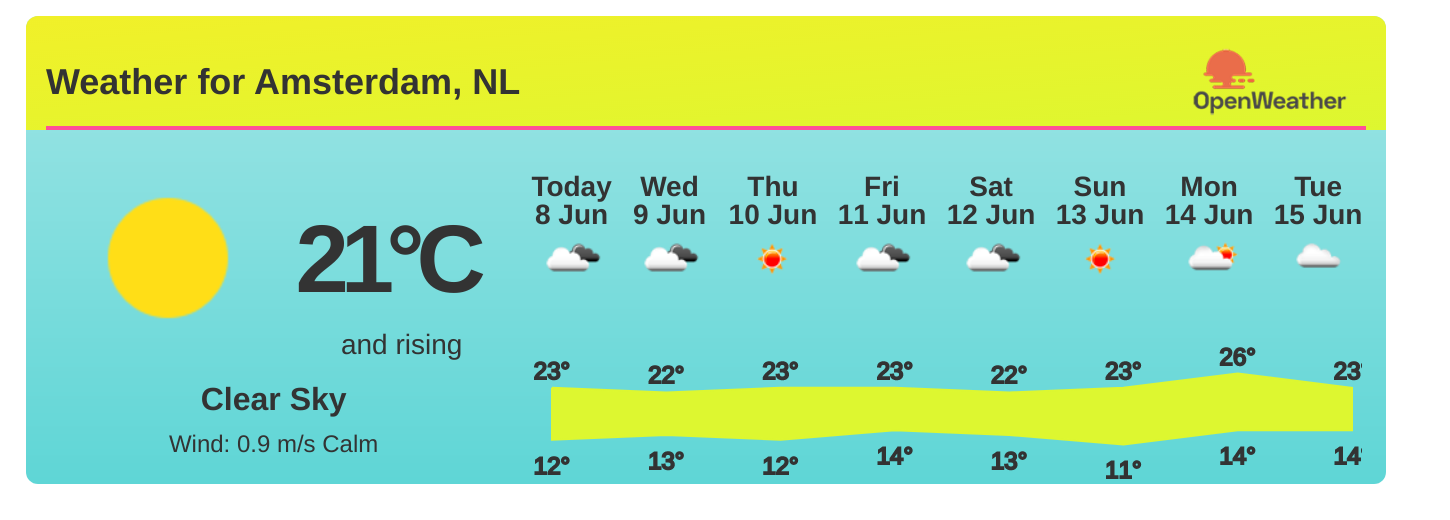 Weather for Amsterdam, NL
OpenWeather
21°C
and rising
Clear Sky
Wind: 0.9 m/s Calm
Today Wed Thu Fri Sat Sun Mon Tue
8 Jun 9 Jun 10 Jun 11 Jun 12 Jun 13 Jun 14 Jun 15 Jun
23° 22° 23° 23° 22° 23° 26° 23°
12° 13° 12° 14° 13° 11° 14° 14°